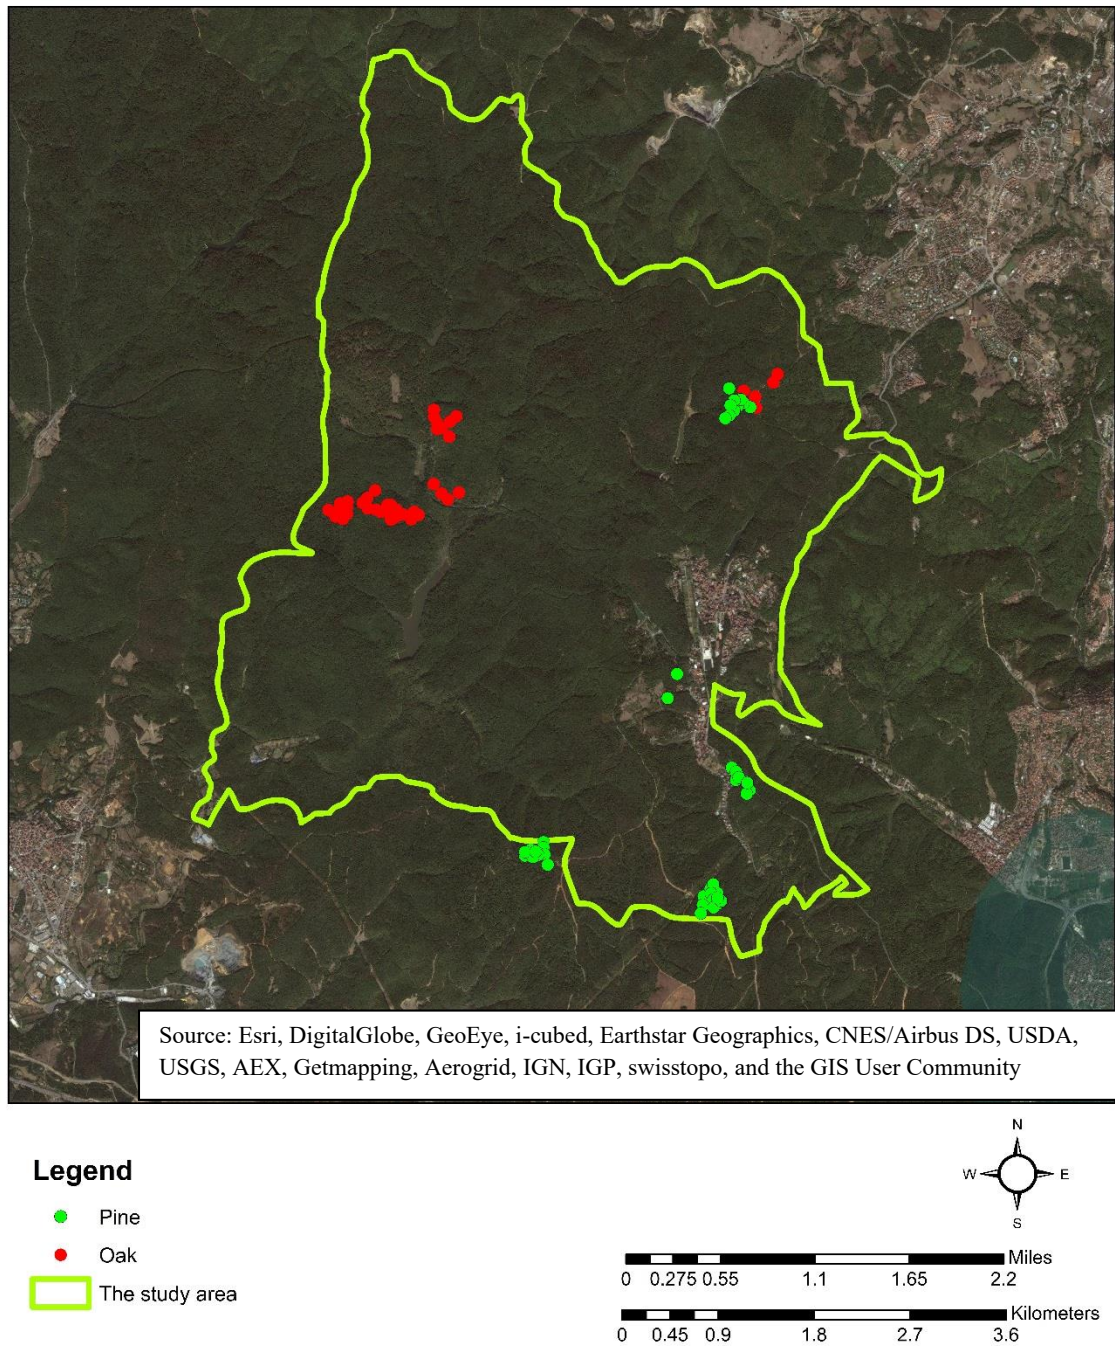 Source: Esri, DigitalGlobe, GeoEye, i-cubed, Earthstar Geographics, CNES/Airbus DS, USDA,
USGS, AEX, Getmapping, Aerogrid, IGN, IGP, swisstopo, and the GIS User Community
Legend
Pine
Oak
The study area
N
W E
S
Miles
0 0.275 0.55 1.1 1.65 2.2
Kilometers
0 0.45 0.9 1.8 2.7 3.6